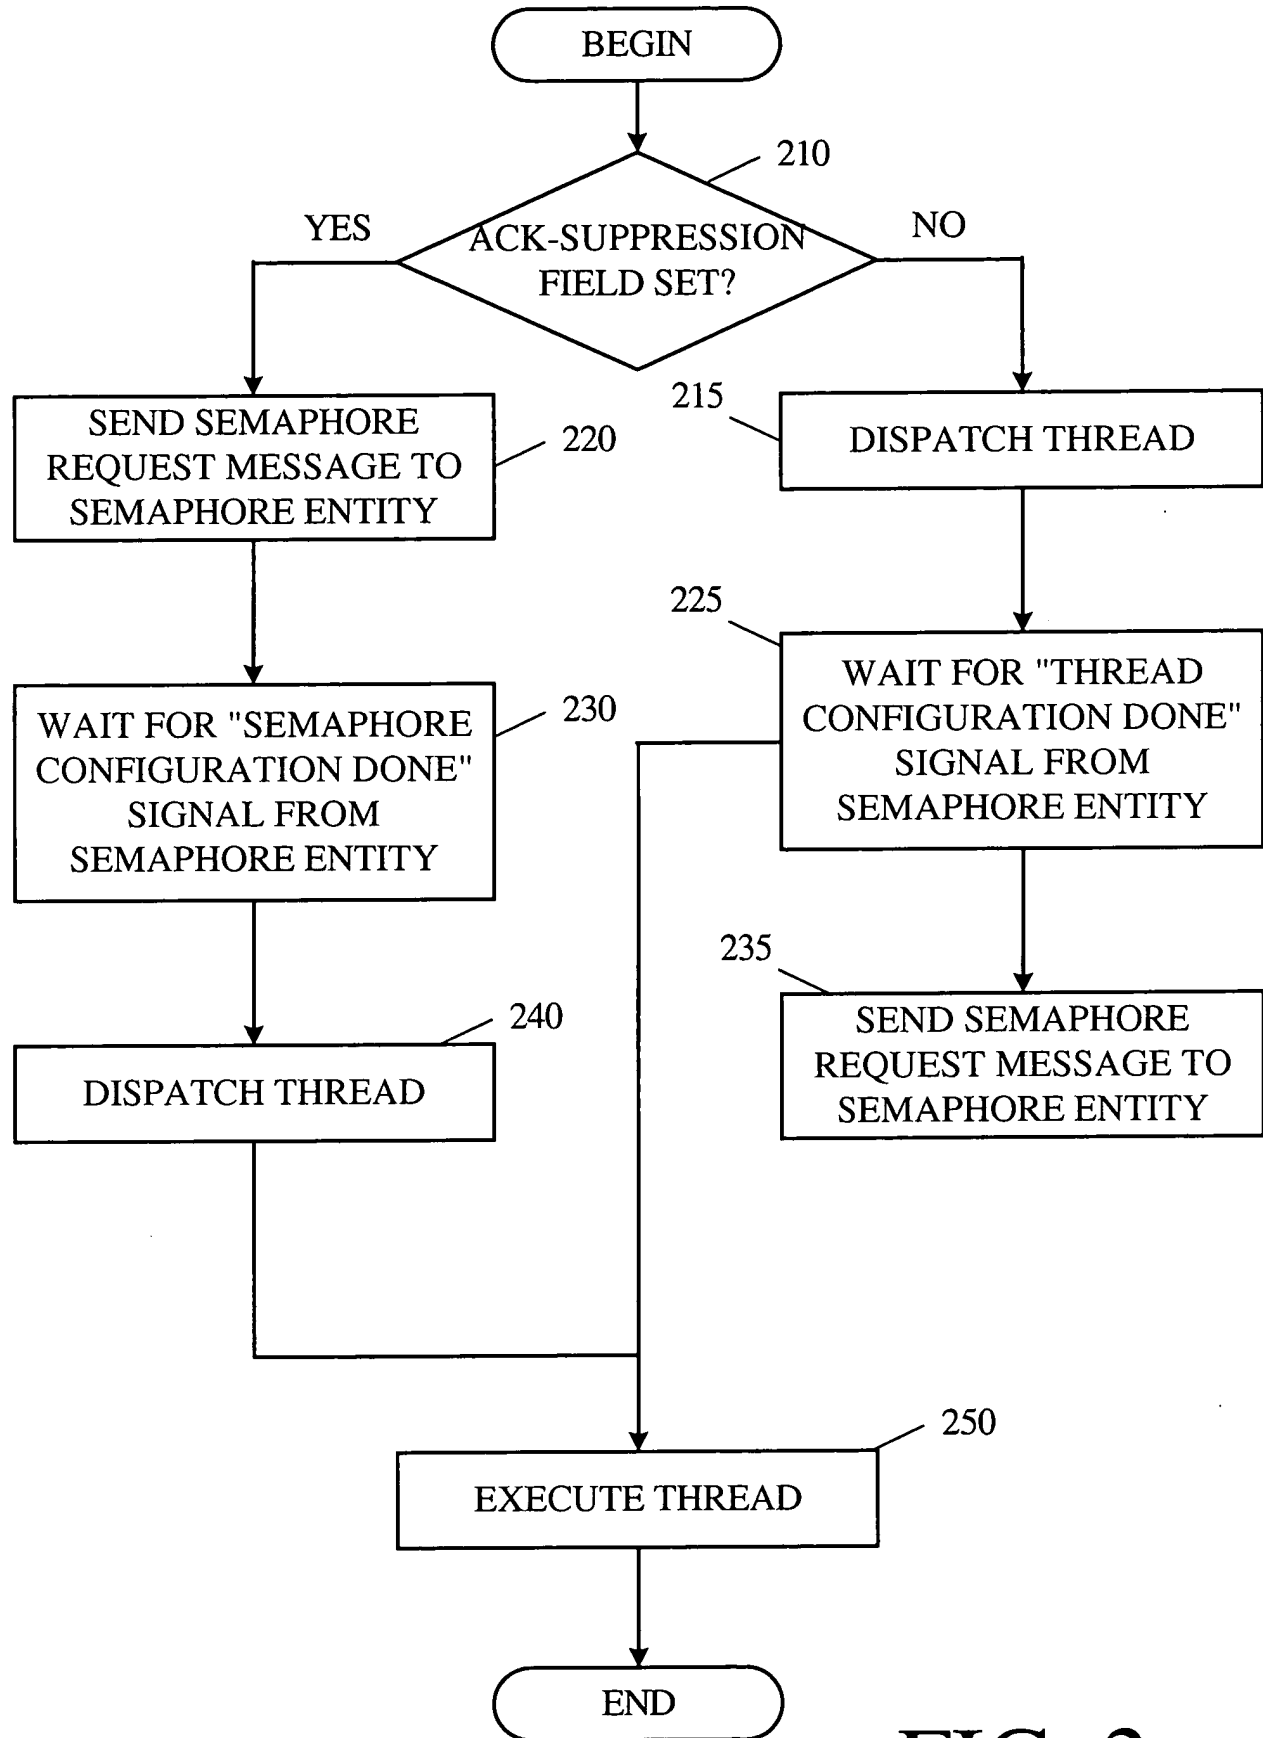 BEGIN
210
YES
NO
ACK-SUPPRESSION
FIELD SET?
215
SEND SEMAPHORE
REQUEST MESSAGE TO
SEMAPHORE ENTITY
220
DISPATCH THREAD
225
WAIT FOR "SEMAPHORE
CONFIGURATION DONE"
SIGNAL FROM
SEMAPHORE ENTITY
230
WAIT FOR "THREAD
CONFIGURATION DONE"
SIGNAL FROM
SEMAPHORE ENTITY
235
240
DISPATCH THREAD
SEND SEMAPHORE
REQUEST MESSAGE TO
SEMAPHORE ENTITY
250
EXECUTE THREAD
END